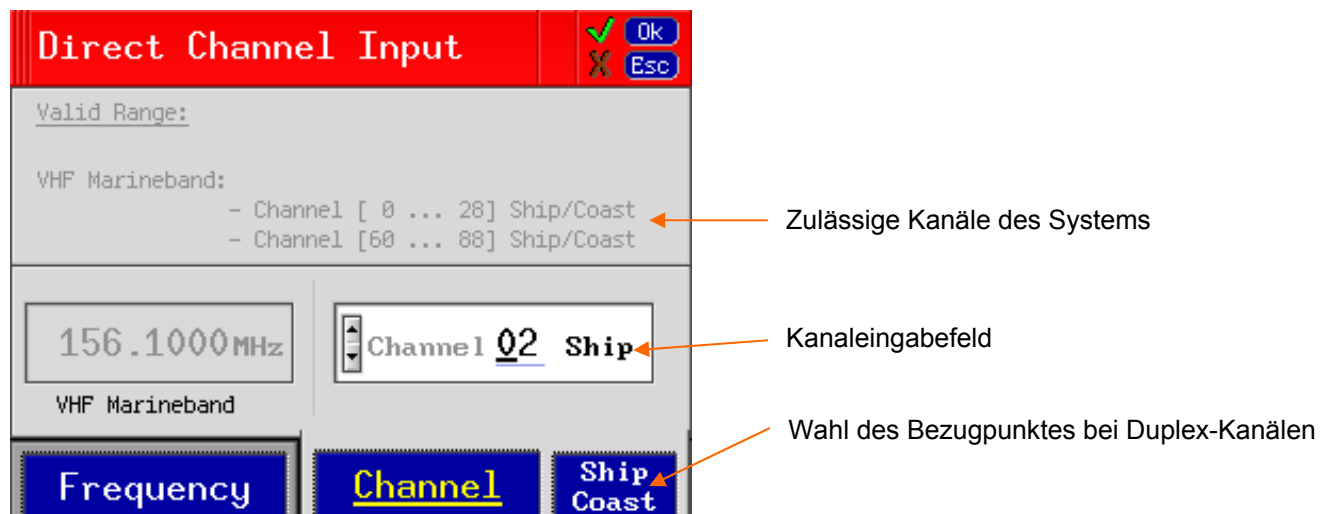 Direct Channel Input
Ok
Esc
Valid Range:
VHF Marineband:
- Channel [ 0 ... 28] Ship/Coast
- Channel [60 ... 88] Ship/Coast
Zulässige Kanäle des Systems
156.1000 MHz
Channel 02 Ship
Kanaleingabefeld
VHF Marineband
Wahl des Bezugpunktes bei Duplex-Kanälen
Frequency
Channel
Ship
Coast